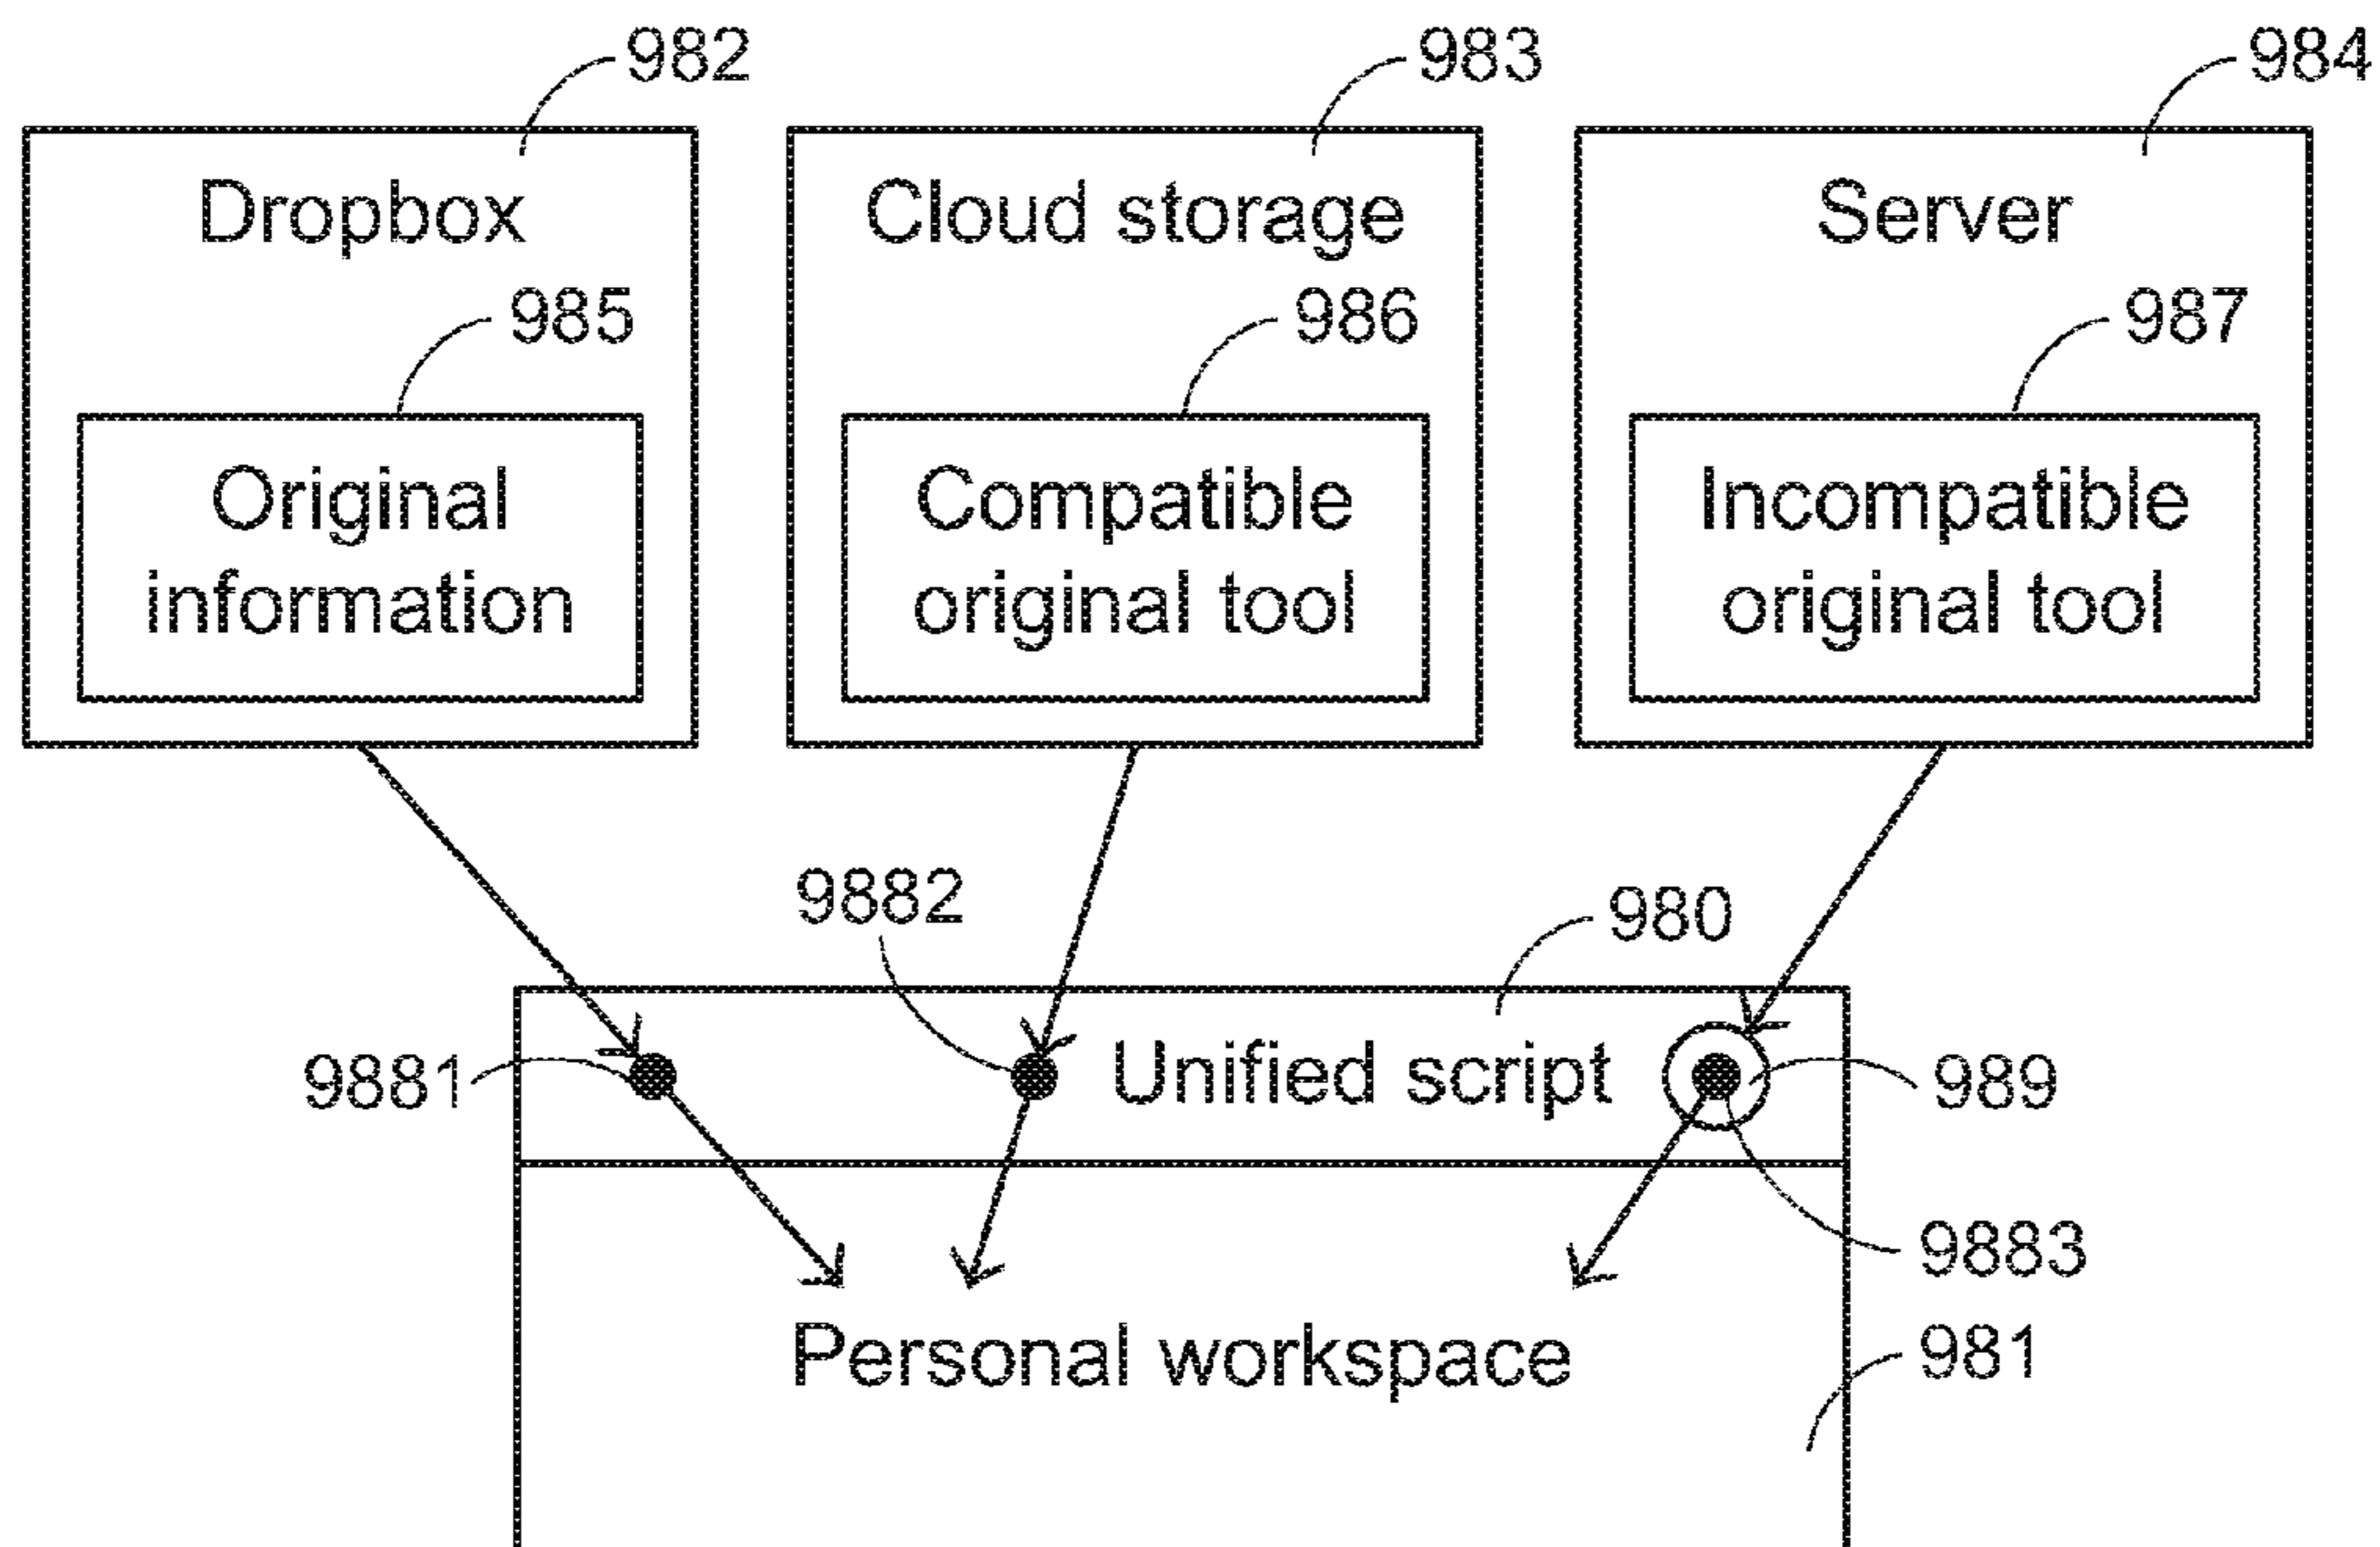 982
983
984
Dropbox
Cloud storage
Server
985
986
987
Original
information
Compatible
original tool
Incompatible
original tool
9882
980
9881
Unified script
989
9883
Personal workspace
981